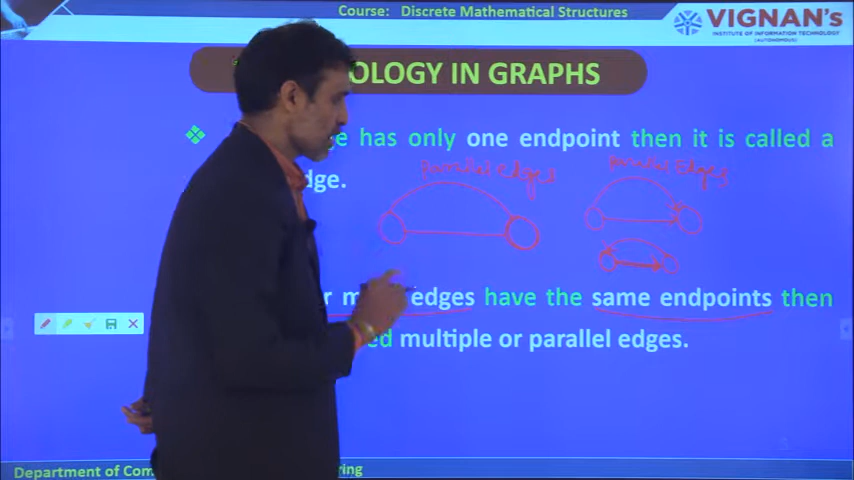 Course: Discrete Mathematical Structures
VIGNAN's
INSTITUTE OF INFORMATION TECHNOLOGY
(AUTONOMOUS)
OLOGY IN GRAPHS
ge has only one endpoint then it is called a
parallel edges parallel Edges
dge.
r m edges have the same endpoints then
ed multiple or parallel edges.
Department of Com ring